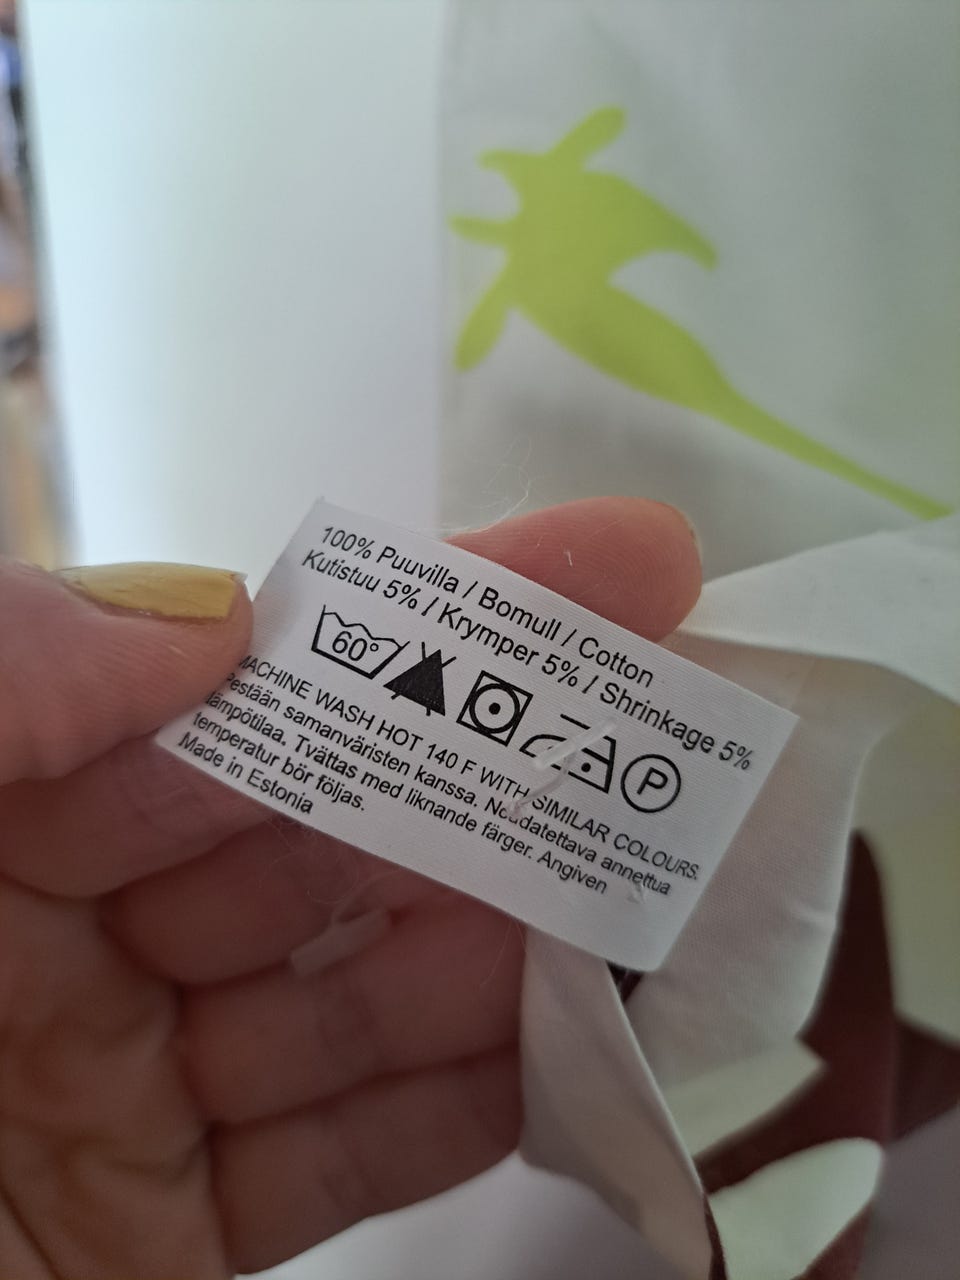 100% Puuvilla / Bomull / Cotton
Kutistuu 5% / Krymper 5% / Shrinkage 5%
60° P
MACHINE WASH HOT 140 F WITH SIMILAR COLOURS.
Pestään samanväristen kanssa. Noudatettava annettua
lämpötilaa. Tvättas med liknande färger. Angiven
temperatur bör följas.
Made in Estonia